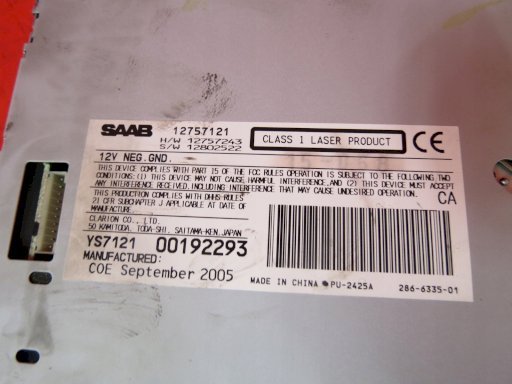 SAAB 12757121
H/W 12757243
S/W 12802522
CLASS 1 LASER PRODUCT CE
12V NEG.GND.
THIS DEVICE COMPLIES WITH PART 15 OF THE FCC RULES OPERATION IS SUBJECT TO THE FOLLOWING TWO
CONDITIONS: (1) THIS DEVICE MAY NOT CAUSE HARMFUL INTERFERENCE, AND (2) THIS DEVICE MUST ACCEPT
ANY INTERFERENCE RECEIVED, INCLUDING INTERFERENCE THAT MAY CAUSE UNDESIRED OPERATION.
THIS PRODUCTION COMPLIES WITH DHHS RULES
21 CFR SUBCHAPTER J APPLICABLE AT DATE OF
MANUFACTURE.
CA
CLARION CO., LTD.
50 KAMITODA, TODA-SHI, SAITAMA-KEN, JAPAN
YS7121 00192293
MANUFACTURED:
COE September 2005
MADE IN CHINA PU-2425A 286-6335-01